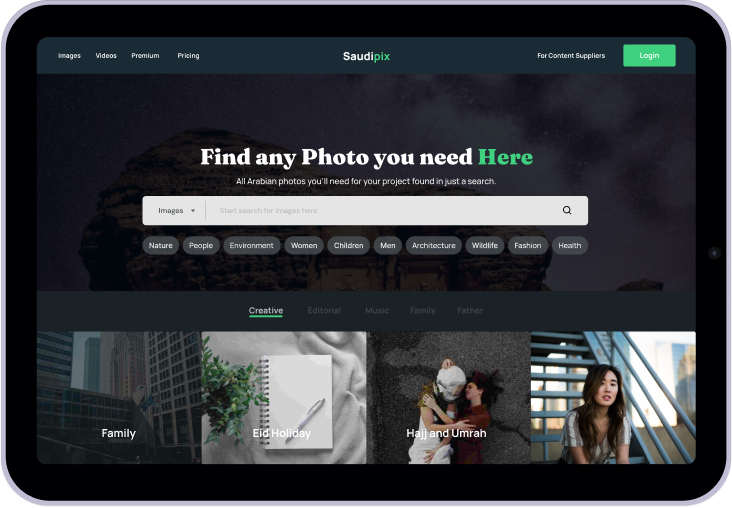 Images Videos Premium Pricing Saudipix For Content Suppliers Login
Find any Photo you need Here
All Arabian photos you'll need for your project found in just a search.
Images Start search for images here
Nature People Environment Women Children Men Architecture Wildlife Fashion Health
Creative Editorial Music Family Father
Family Eid Holiday Hajj and Umrah